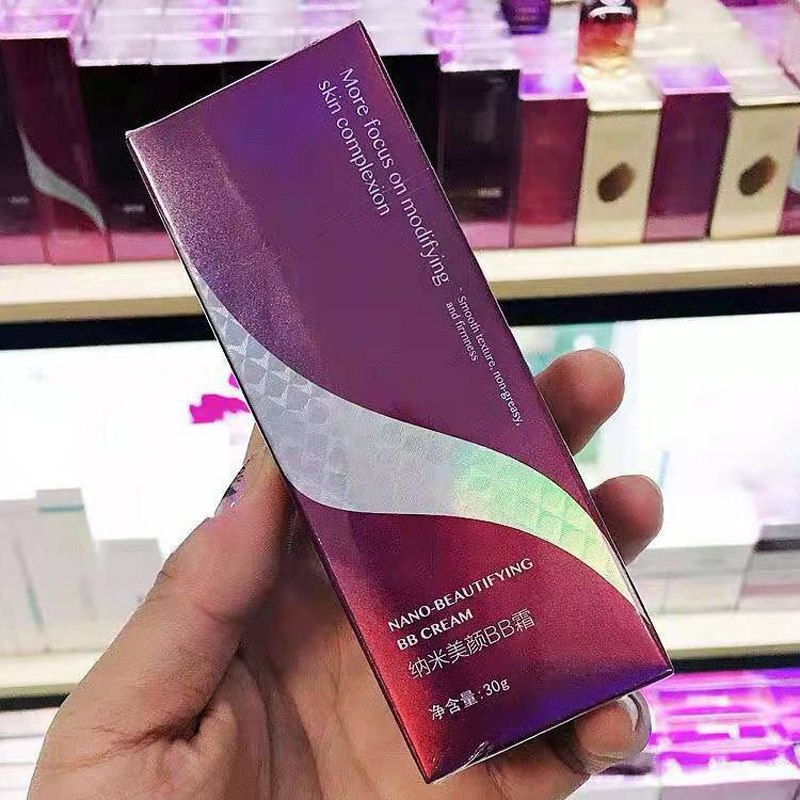 More focus on modifying
skin complexion
Smooth texture, non-greasy,
and firmness
NANO-BEAUTIFYING
BB CREAM
纳米美颜BB霜
净含量:30g